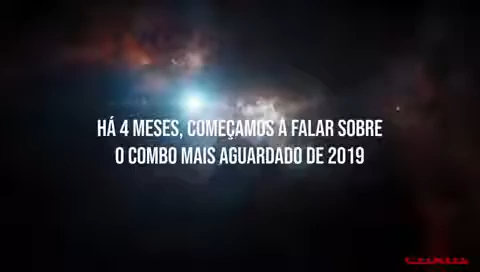 HÁ 4 MESES, COMEÇAMOS A FALAR SOBRE
O COMBO MAIS AGUARDADO DE 2019